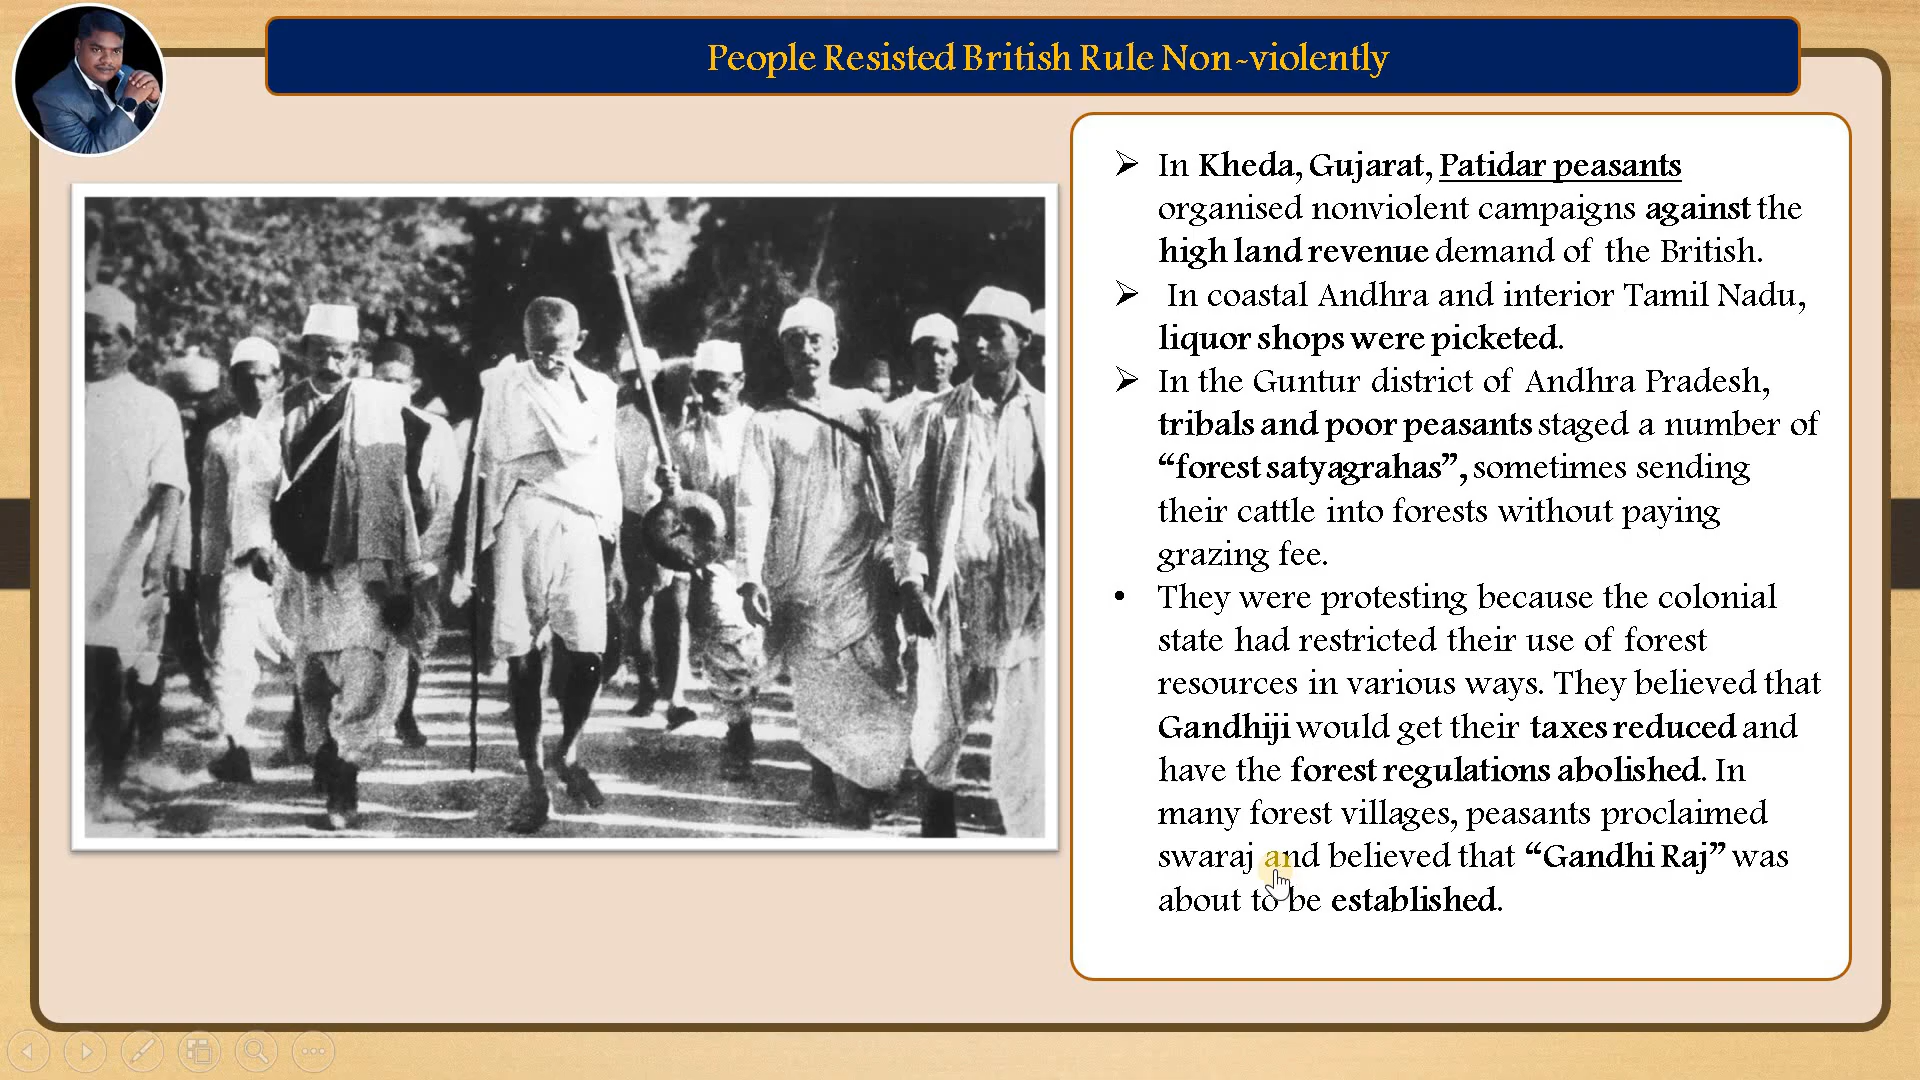 People Resisted British Rule Non-violently
➢ In Kheda, Gujarat, Patidar peasants
organised nonviolent campaigns against the
high land revenue demand of the British.
➢ In coastal Andhra and interior Tamil Nadu,
liquor shops were picketed.
➢ In the Guntur district of Andhra Pradesh,
tribals and poor peasants staged a number of
“forest satyagrahas”, sometimes sending
their cattle into forests without paying
grazing fee.
• They were protesting because the colonial
state had restricted their use of forest
resources in various ways. They believed that
Gandhiji would get their taxes reduced and
have the forest regulations abolished. In
many forest villages, peasants proclaimed
swaraj and believed that “Gandhi Raj” was
about to be established.